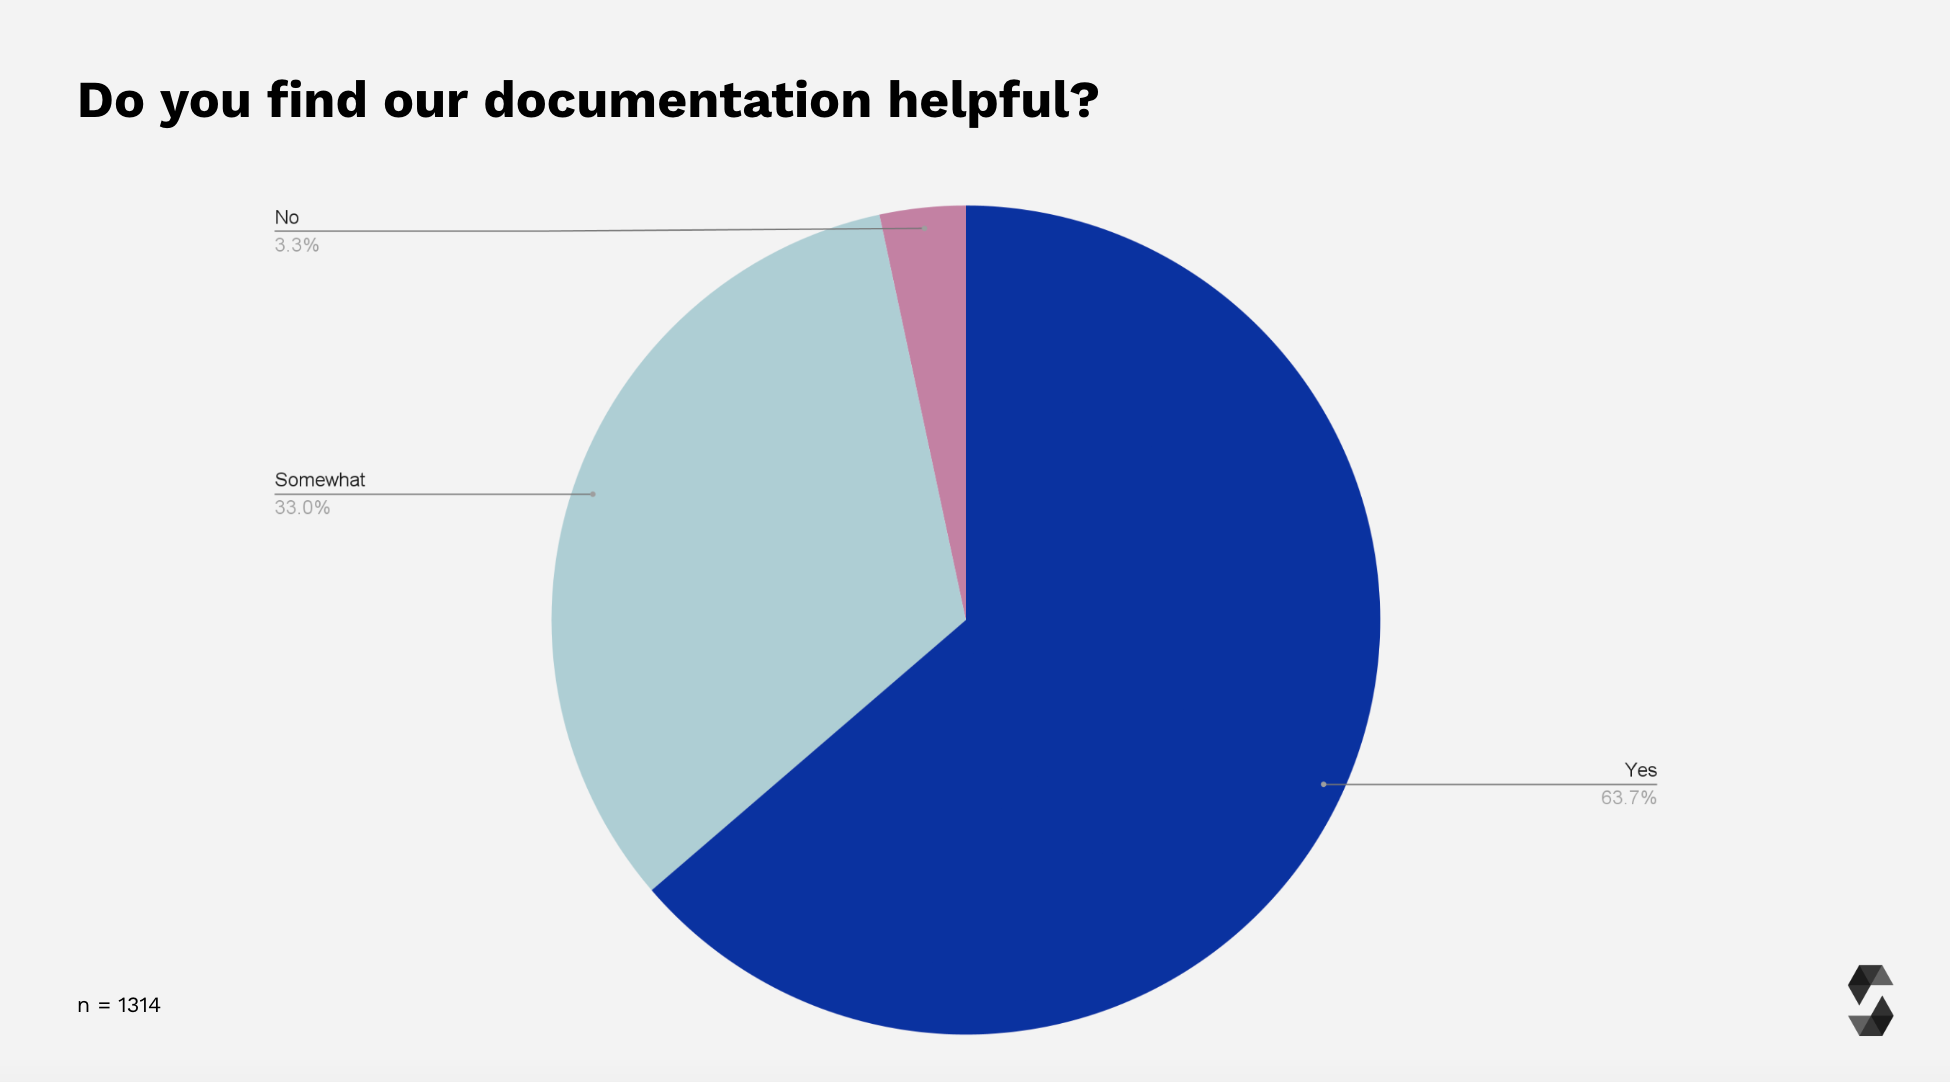 Do you find our documentation helpful?
No
3.3%
Somewhat
33.0%
Yes
63.7%
n = 1314